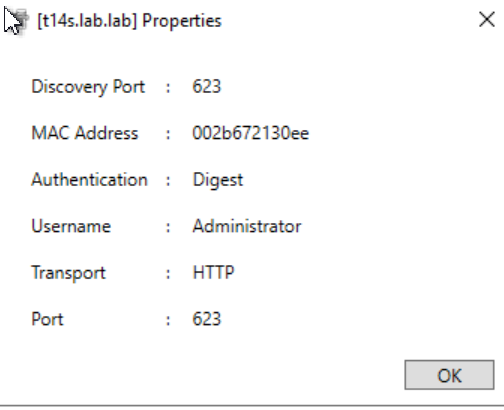 [t14s.lab.lab] Properties
Discovery Port : 623
MAC Address : 002b672130ee
Authentication : Digest
Username : Administrator
Transport : HTTP
Port : 623
OK